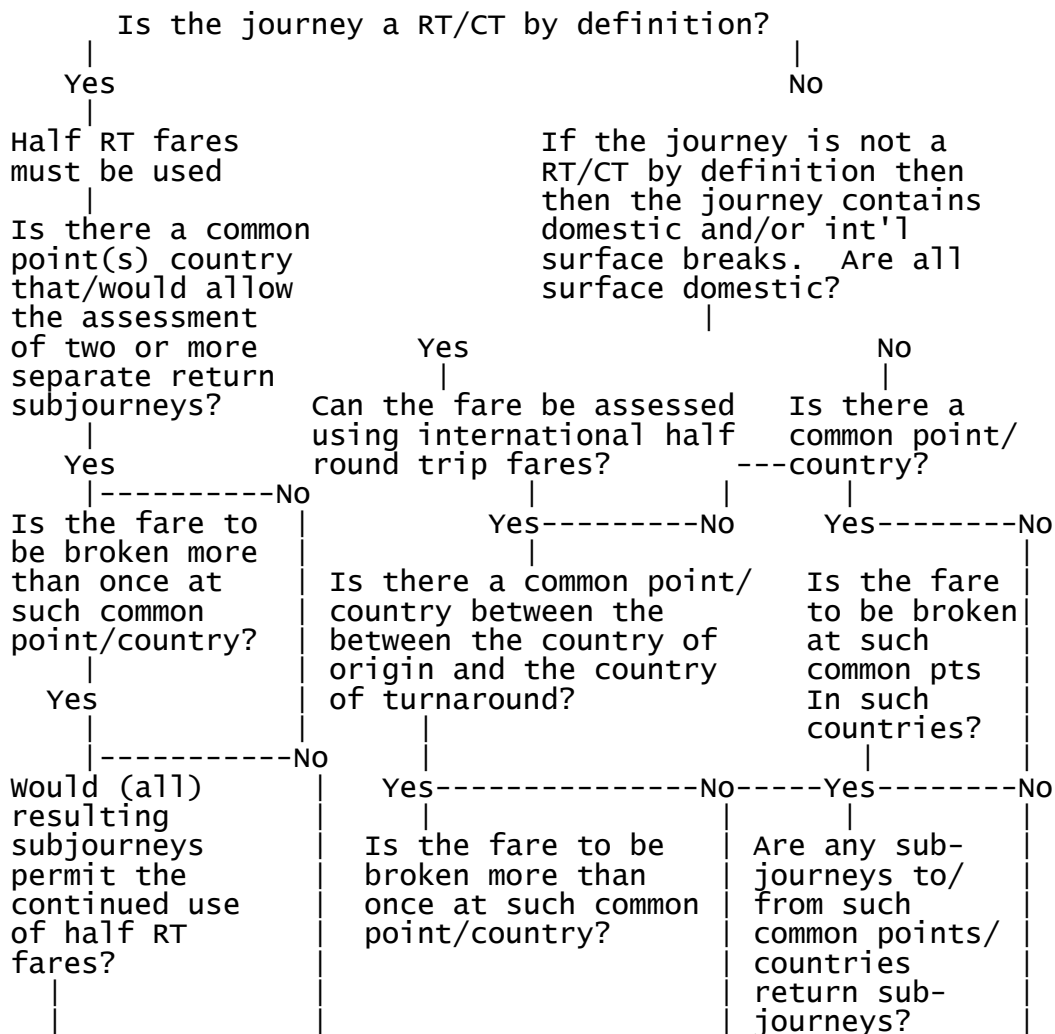 Is the journey a RT/CT by definition?
|                                       |
Yes                                     No
|
Half RT fares                If the journey is not a
must be used                 RT/CT by definition then
|                            then the journey contains
Is there a common            domestic and/or int'l
point(s) country             surface breaks.  Are all
that/would allow             surface domestic?
the assessment                        |
of two or more         Yes                       No
separate return         |                         |
subjourneys?     Can the fare be assessed   Is there a
|                using international half   common point/
Yes              round trip fares?       ---country?
|----------No                |          |      |
Is the fare to  |          Yes---------No     Yes--------No
be broken more  |            |                            |
than once at    | Is there a common point/   Is the fare |
such common     | country between the        to be broken|
point/country?  | between the country of     at such     |
|               | origin and the country     common pts  |
Yes             | of turnaround?             In such     |
|               |      |                     countries?  |
|-----------No         |                        |        |
Would (all)      |   Yes---------------No-----Yes--------No
resulting        |     |               |       |         |
subjourneys      |  Is the fare to be  | Are any sub-    |
permit the       |  broken more than   | journeys to/    |
continued use    |  once at such common | from such      |
of half RT       |  point/country?     | common points/  |
fares?           |                     | countries       |
|                |                     | return sub-     |
|                |                     | journeys?       |